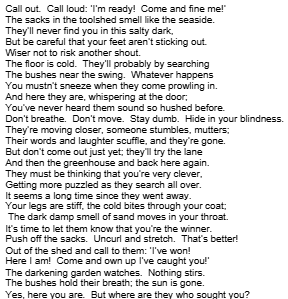 Call out.  Call loud: 'I'm ready!  Come and fine me!'
The sacks in the toolshed smell like the seaside.
They'll never find you in this salty dark,
But be careful that your feet aren't sticking out.
Wiser not to risk another shout.
The floor is cold.  They'll probably by searching
The bushes near the swing.  Whatever happens
You mustn't sneeze when they come prowling in.
And here they are, whispering at the door;
You've never heard them sound so hushed before.
Don't breathe.  Don't move.  Stay dumb.  Hide in your blindness.
They're moving closer, someone stumbles, mutters;
Their words and laughter scuffle, and they're gone.
But don't come out just yet; they'll try the lane
And then the greenhouse and back here again.
They must be thinking that you're very clever,
Getting more puzzled as they search all over.
It seems a long time since they went away.
Your legs are stiff, the cold bites through your coat;
The dark damp smell of sand moves in your throat.
It's time to let them know that you're the winner.
Push off the sacks.  Uncurl and stretch.  That's better!
Out of the shed and call to them: 'I've won!
Here I am!  Come and own up I've caught you!'
The darkening garden watches.  Nothing stirs.
The bushes hold their breath; the sun is gone.
Yes, here you are.  But where are they who sought you?